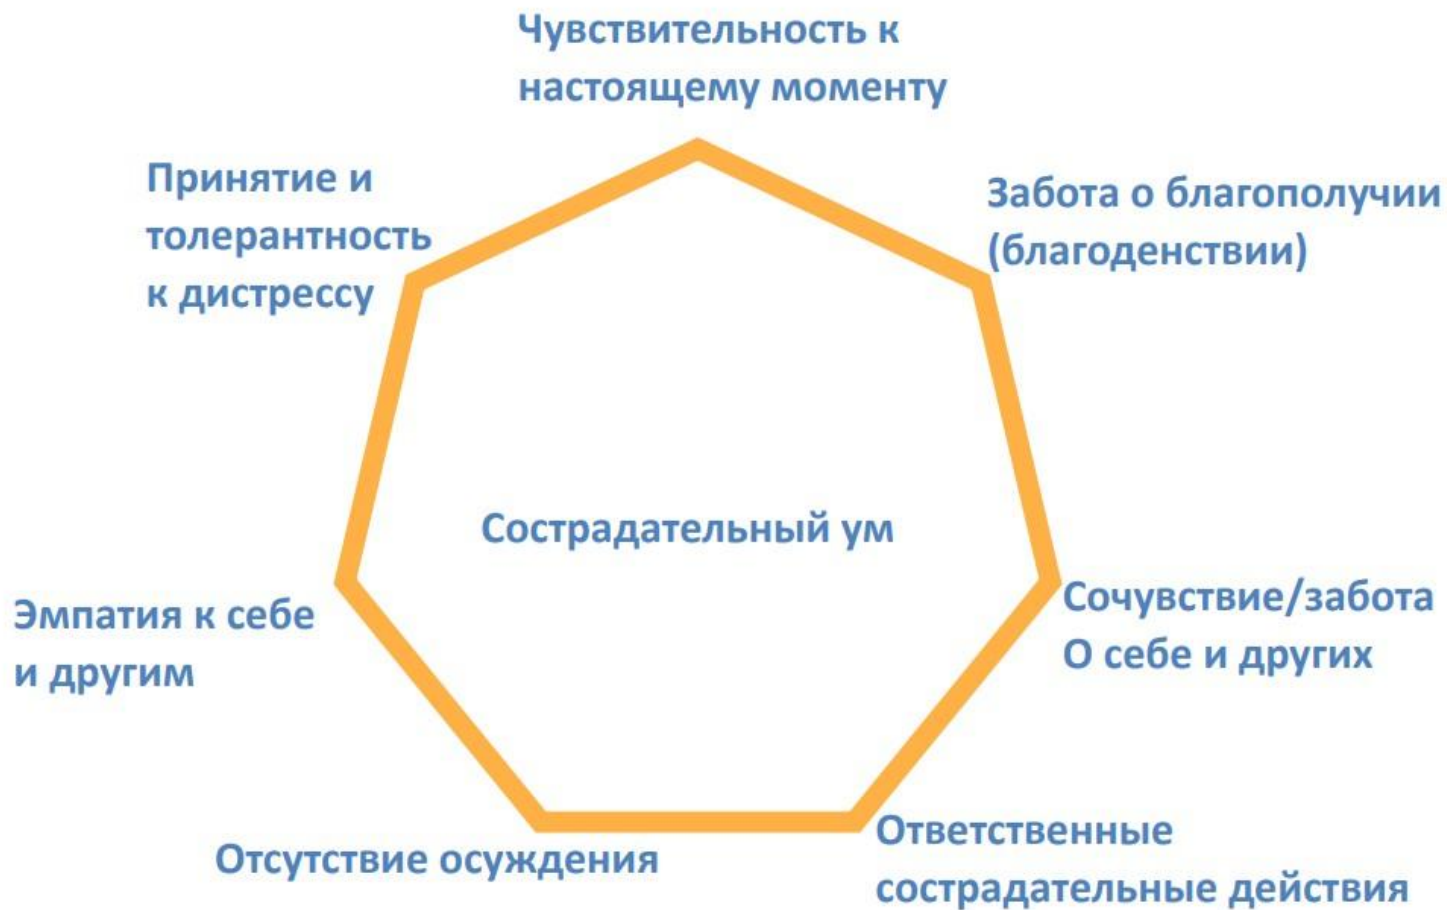 Чувствительность к
настоящему моменту
Принятие и
толерантность
к дистрессу
Забота о благополучии
(благоденствии)
Сострадательный ум
Эмпатия к себе
и другим
Сочувствие/забота
О себе и других
Отсутствие осуждения
Ответственные
сострадательные действия